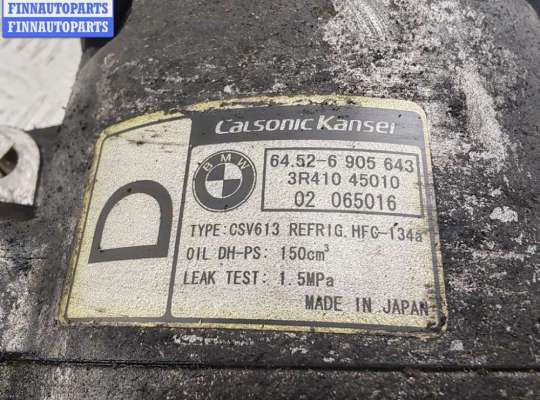 FINNAUTOPARTS
FINNAUTOPARTS
Calsonic Kansei
D
BMW
64.52-6 905 643
3R410 45010
02 065016
TYPE:CSV613 REFRIG.HFC-134a
OIL DH-PS: 150cm³
LEAK TEST: 1.5MPa
MADE IN JAPAN